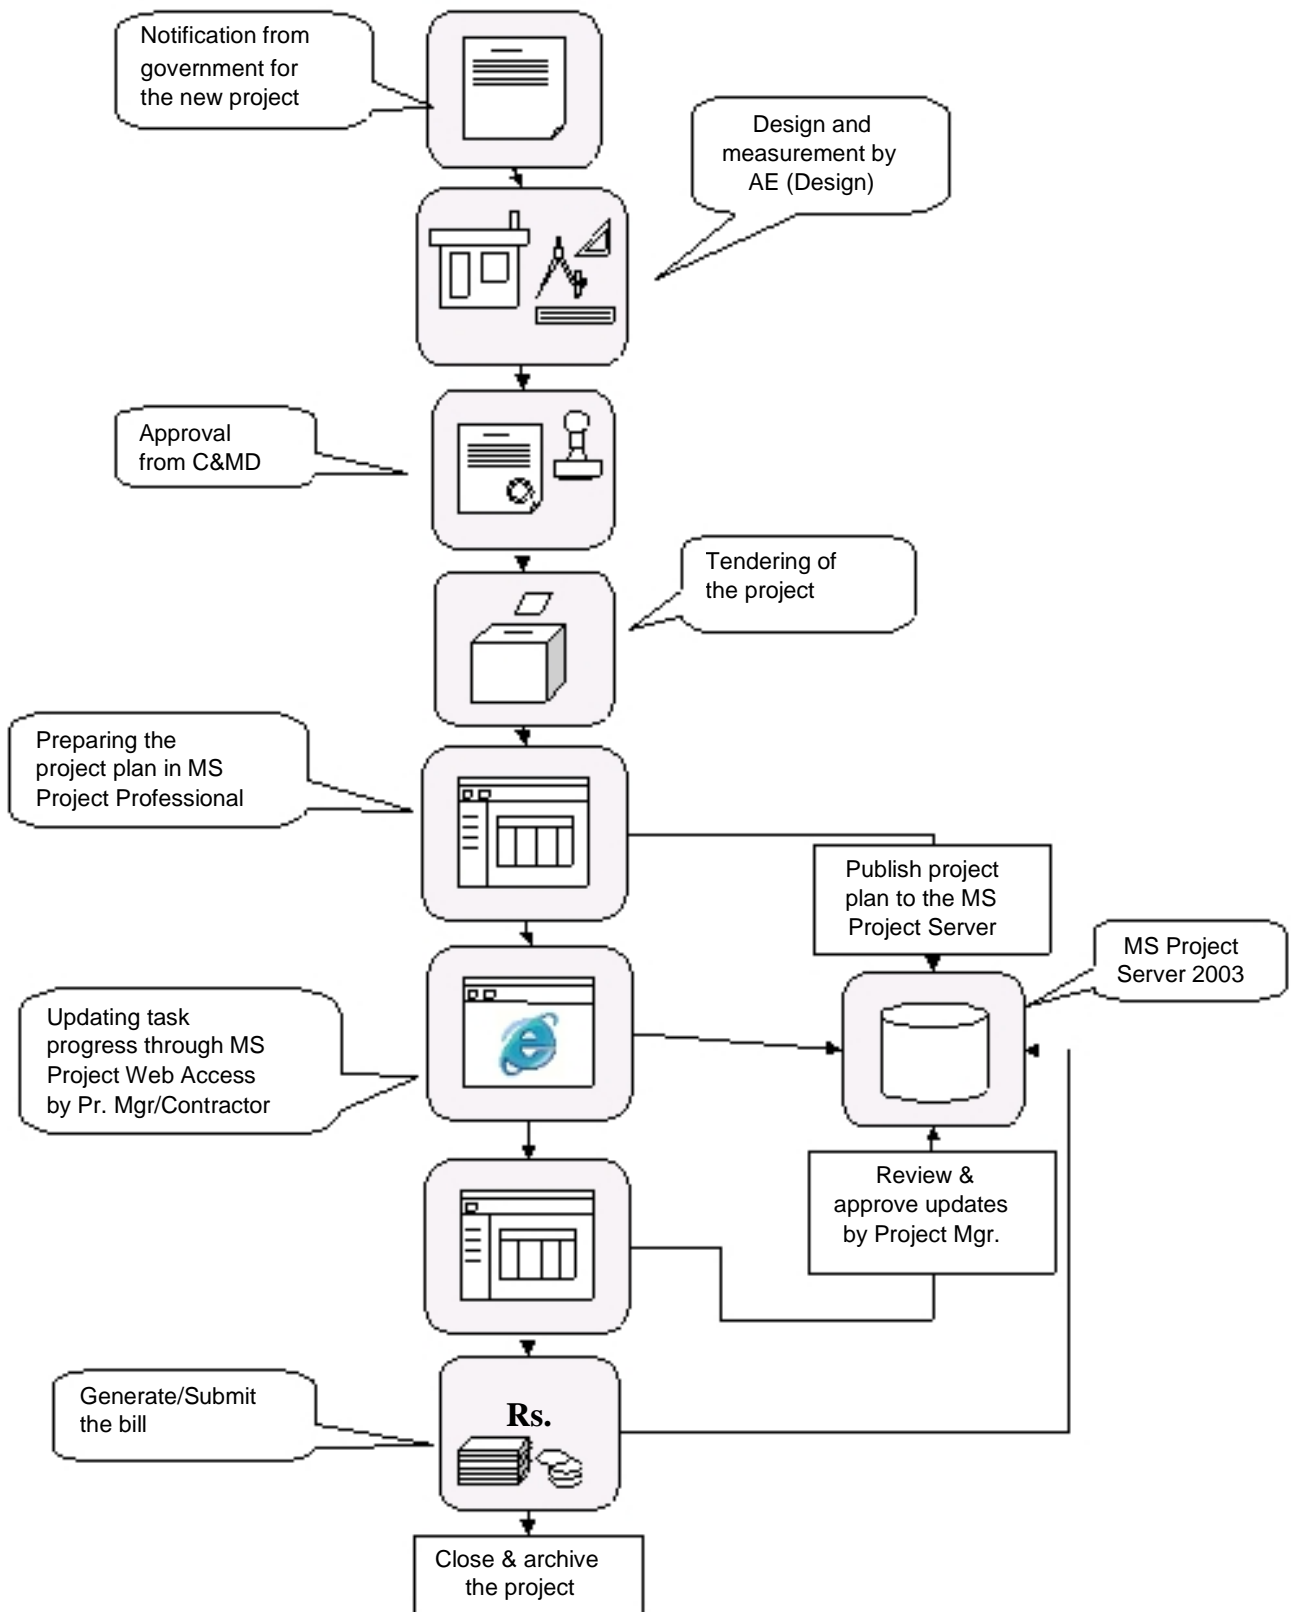 Notification from
government for
the new project
Design and
measurement by
AE (Design)
Approval
from C&MD
Tendering of
the project
Preparing the
project plan in MS
Project Professional
Publish project
plan to the MS
Project Server
MS Project
Server 2003
Updating task
progress through MS
Project Web Access
by Pr. Mgr/Contractor
Review &
approve updates
by Project Mgr.
Generate/Submit
the bill
Rs.
Close & archive
the project